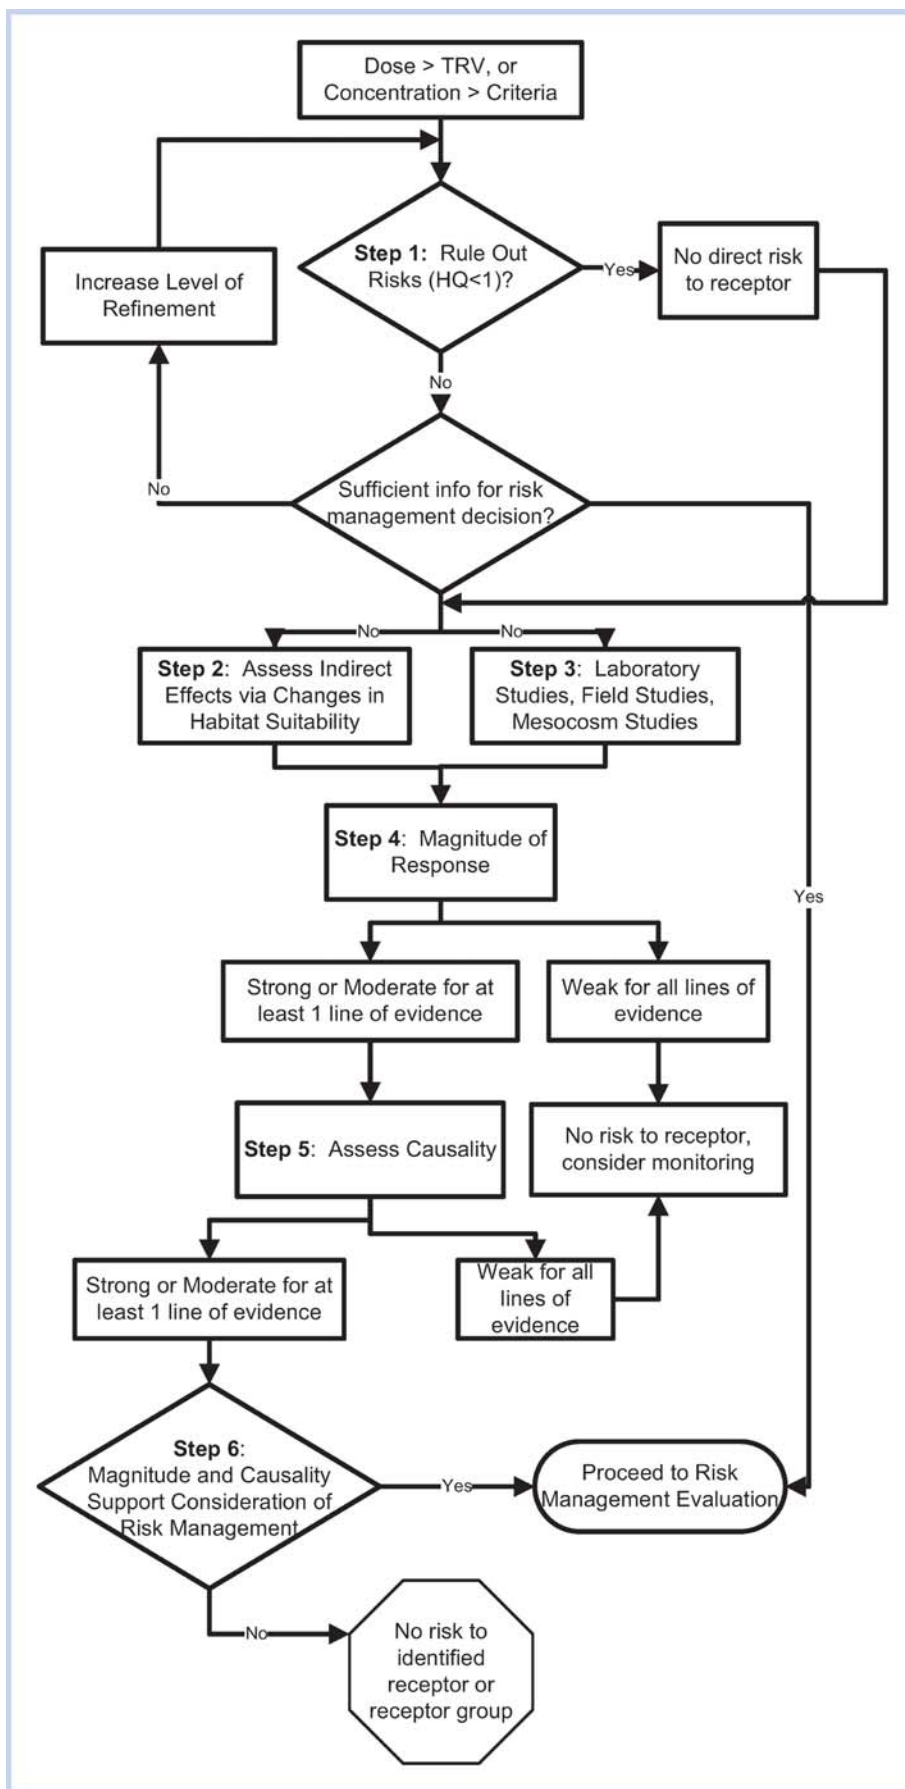 Dose > TRV, or
Concentration > Criteria
Step 1: Rule Out
Risks (HQ<1)?
Yes
No direct risk
to receptor
Increase Level of
Refinement
No
Sufficient info for risk
management decision?
No
No
No
Step 2: Assess Indirect
Effects via Changes in
Habitat Suitability
Step 3: Laboratory
Studies, Field Studies,
Mesocosm Studies
Step 4: Magnitude of
Response
Yes
Strong or Moderate for at
least 1 line of evidence
Weak for all lines of
evidence
Step 5: Assess Causality
No risk to receptor,
consider monitoring
Strong or Moderate for at
least 1 line of evidence
Weak for all
lines of
evidence
Step 6:
Magnitude and Causality
Support Consideration of
Risk Management
Yes
Proceed to Risk
Management Evaluation
No
No risk to
identified
receptor or
receptor group